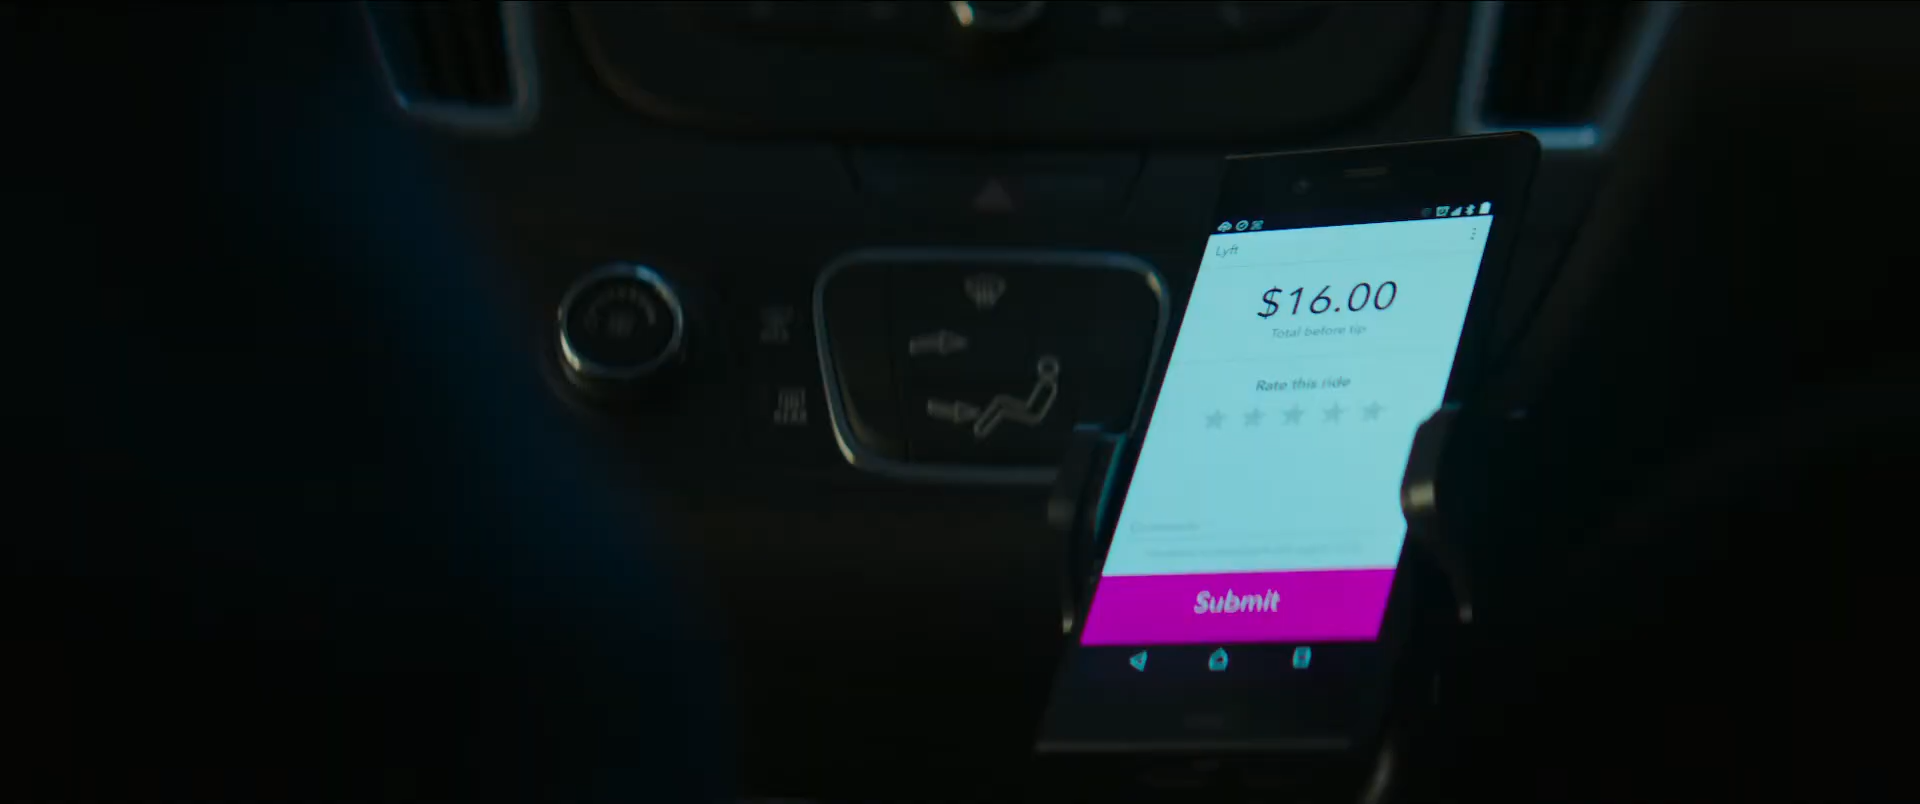 Lyft
$16.00
Total before tip
Rate this ride
Submit